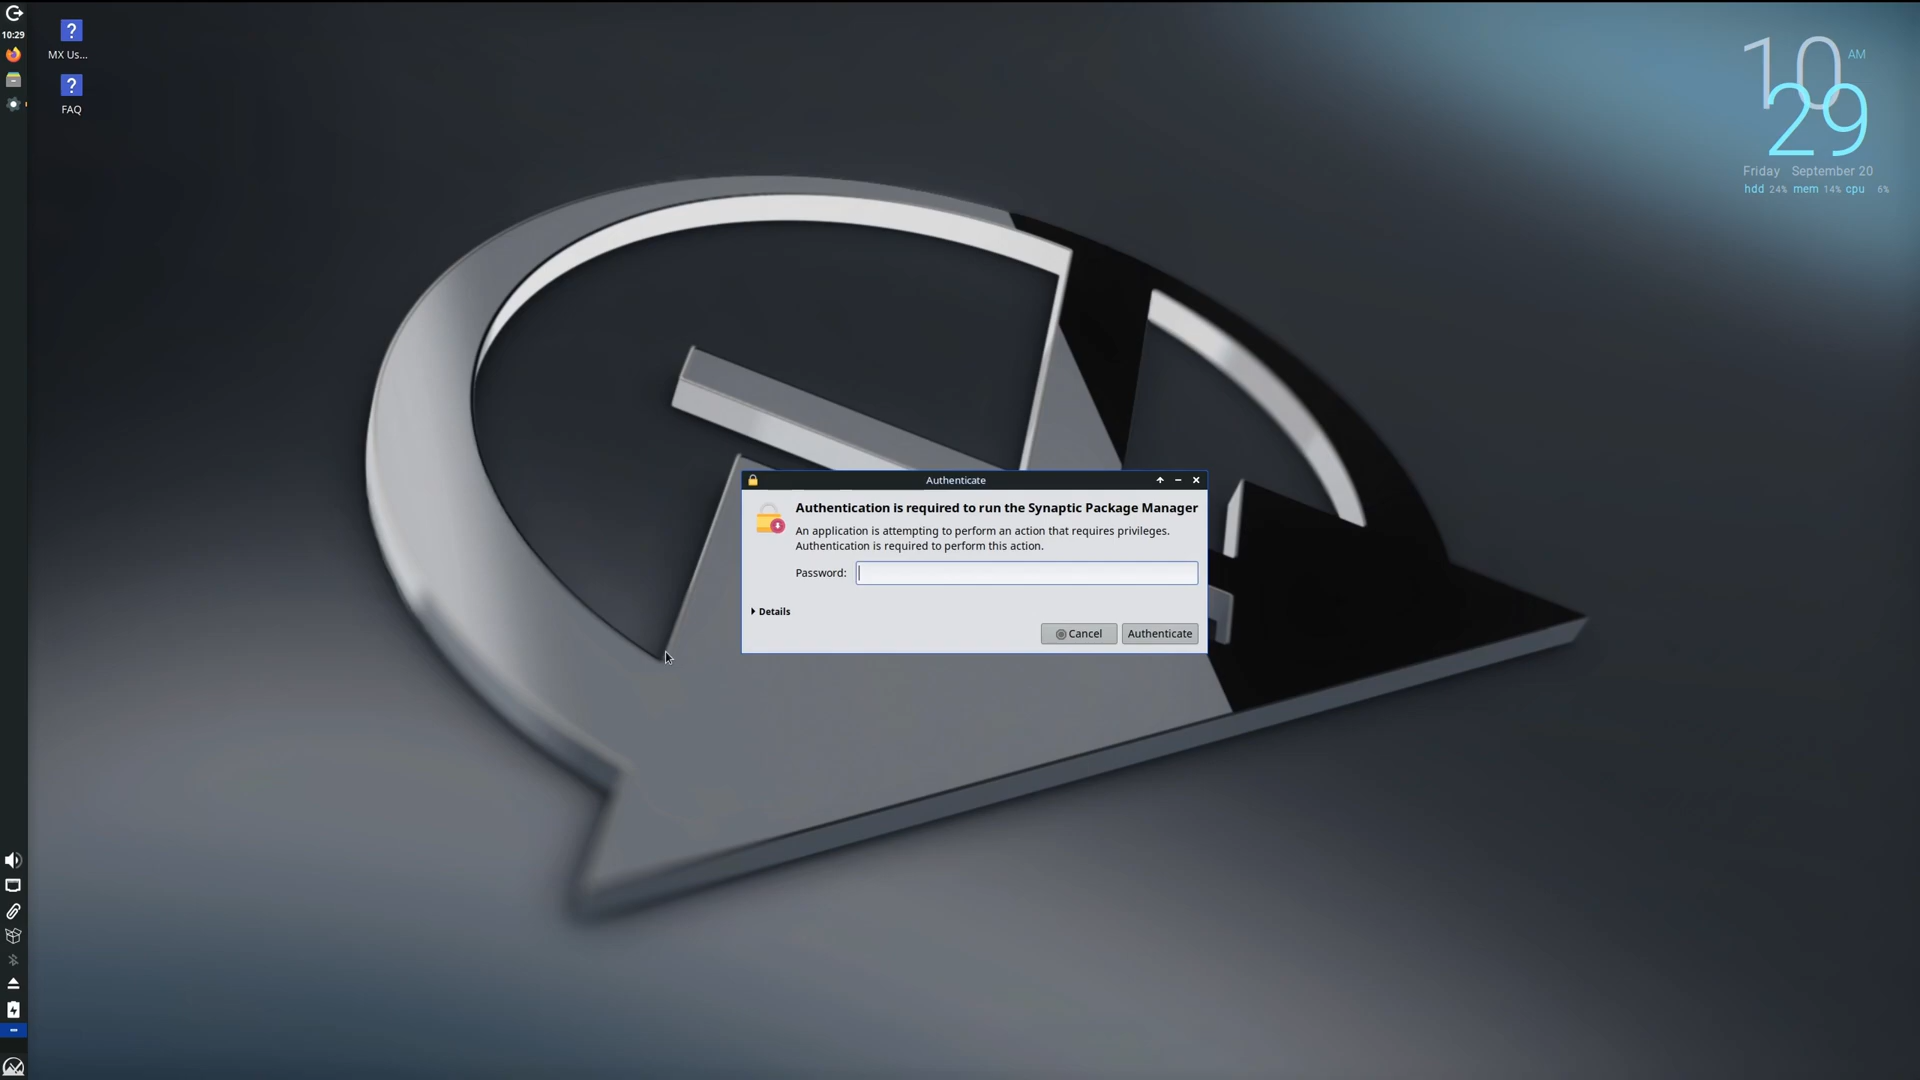 10:29
MX Us...
FAQ
10
AM
29
Friday September 20
hdd 24% mem 14% cpu 6%
Authenticate
Authentication is required to run the Synaptic Package Manager
An application is attempting to perform an action that requires privileges.
Authentication is required to perform this action.
Password:
Details
Cancel
Authenticate